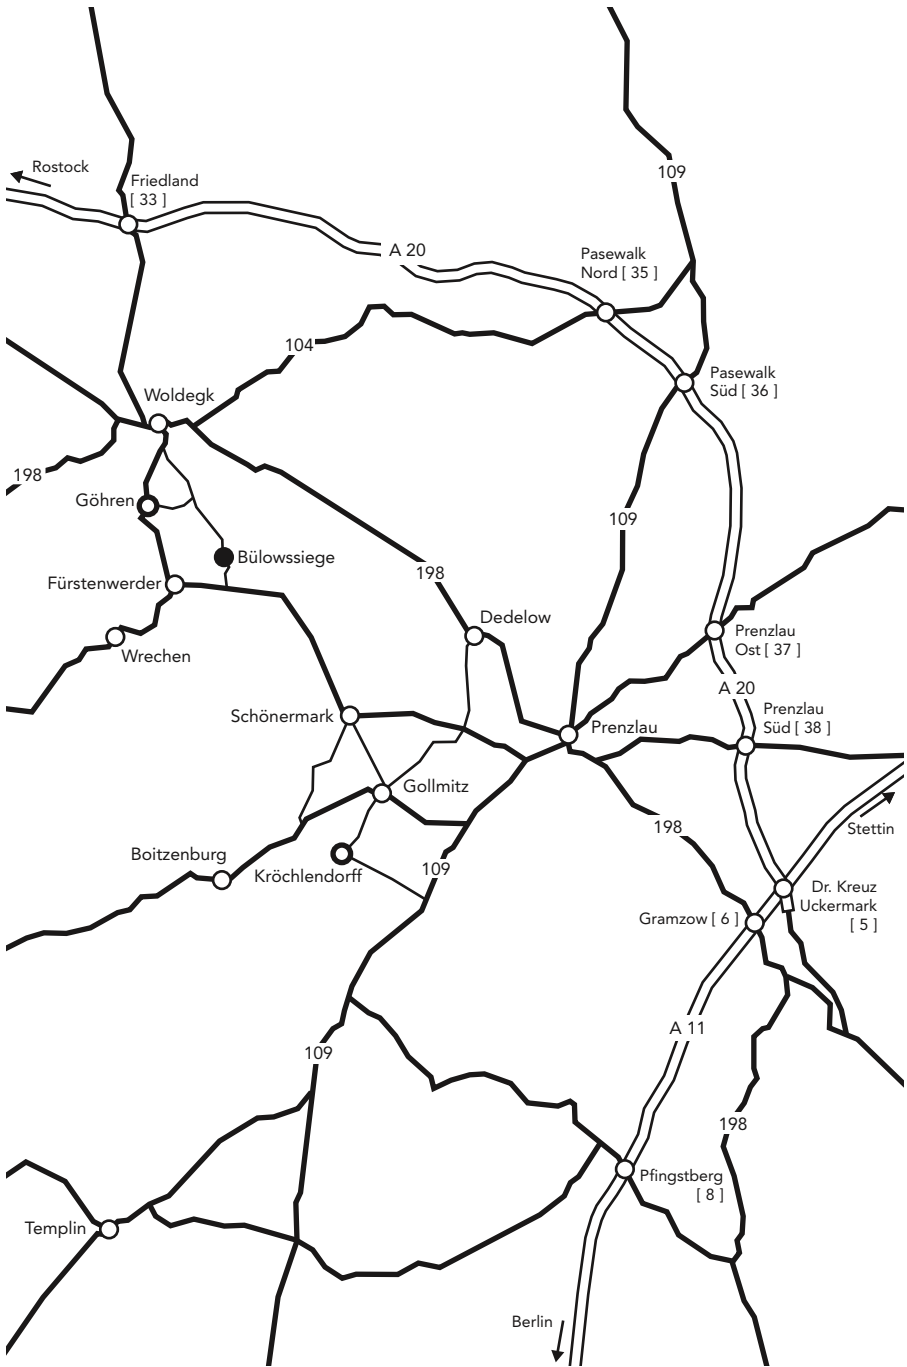 109
Rostock
Friedland
[ 33 ]
A 20
Pasewalk
Nord [ 35 ]
104
Pasewalk
Süd [ 36 ]
Woldegk
198
Göhren
109
Bülowssiege
198
Fürstenwerder
Dedelow
Prenzlau
Ost [ 37 ]
Wrechen
A 20
Schönermark
Prenzlau
Süd [ 38 ]
Prenzlau
Gollmitz
198
Stettin
Boitzenburg
Kröchlendorff
109
Dr. Kreuz
Uckermark
[ 5 ]
Gramzow [ 6 ]
A 11
109
198
Pfingstberg
[ 8 ]
Templin
Berlin